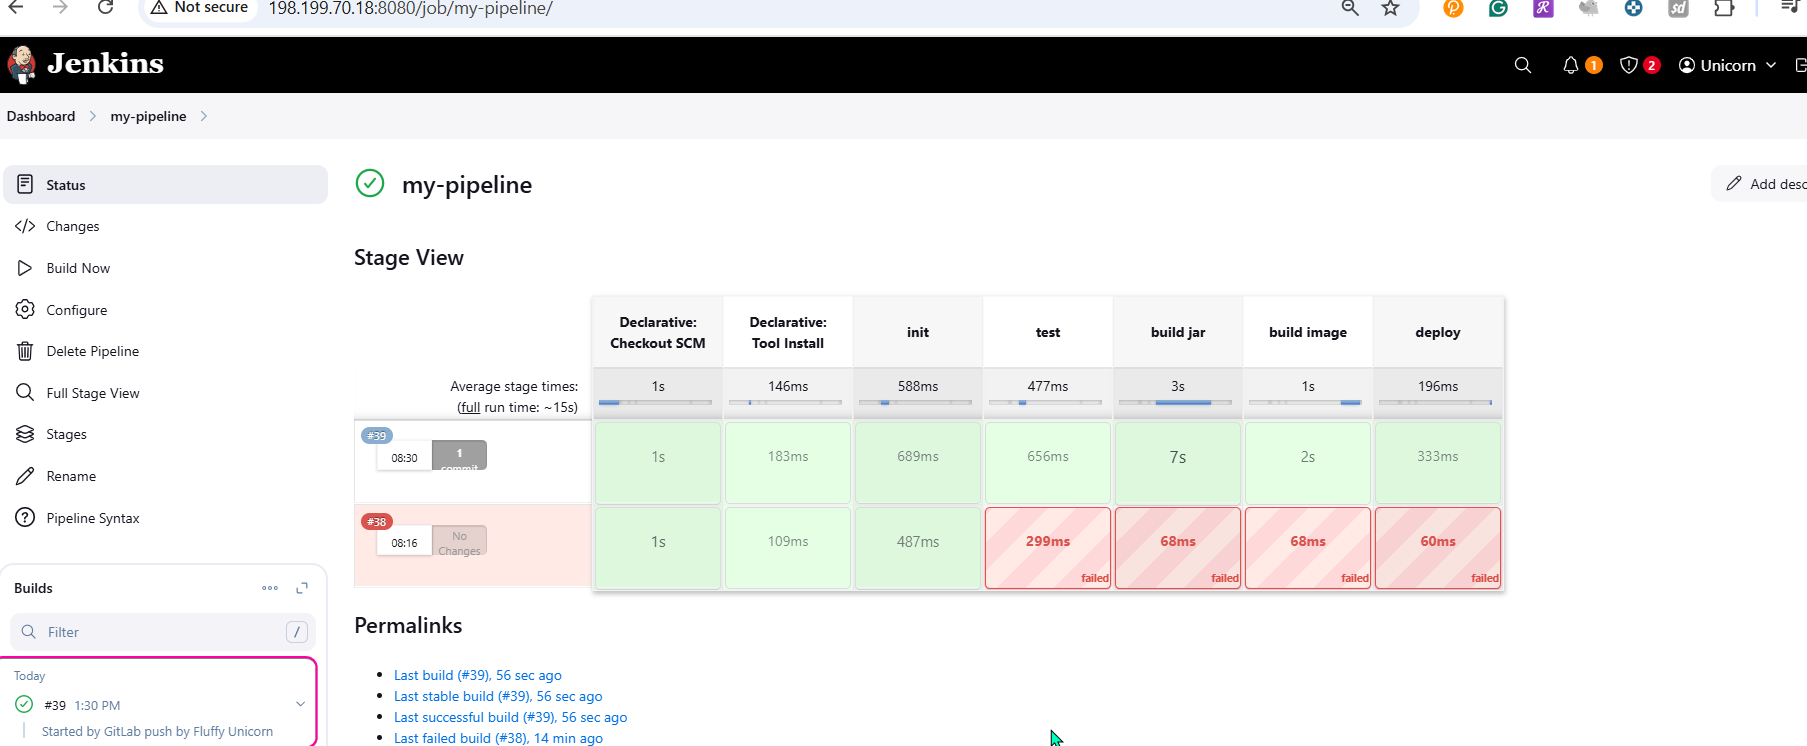 Not secure
198.199.70.18:8080/job/my-pipeline/
Jenkins
1
2
Unicorn
Dashboard
my-pipeline
Status
Changes
Build Now
Configure
Delete Pipeline
Full Stage View
Stages
Rename
Pipeline Syntax
Builds
Filter
/
Today
#39 1:30 PM
Started by GitLab push by Fluffy Unicorn
my-pipeline
Add desc
Stage View
Declarative: Checkout SCM
Declarative: Tool Install
init
test
build jar
build image
deploy
Average stage times:
(full run time: ~15s)
1s
146ms
588ms
477ms
3s
1s
196ms
#39
08:30
1
commit
1s
183ms
689ms
656ms
7s
2s
333ms
#38
08:16
No
Changes
1s
109ms
487ms
299ms
failed
68ms
failed
68ms
failed
60ms
failed
Permalinks
Last build (#39), 56 sec ago
Last stable build (#39), 56 sec ago
Last successful build (#39), 56 sec ago
Last failed build (#38), 14 min ago